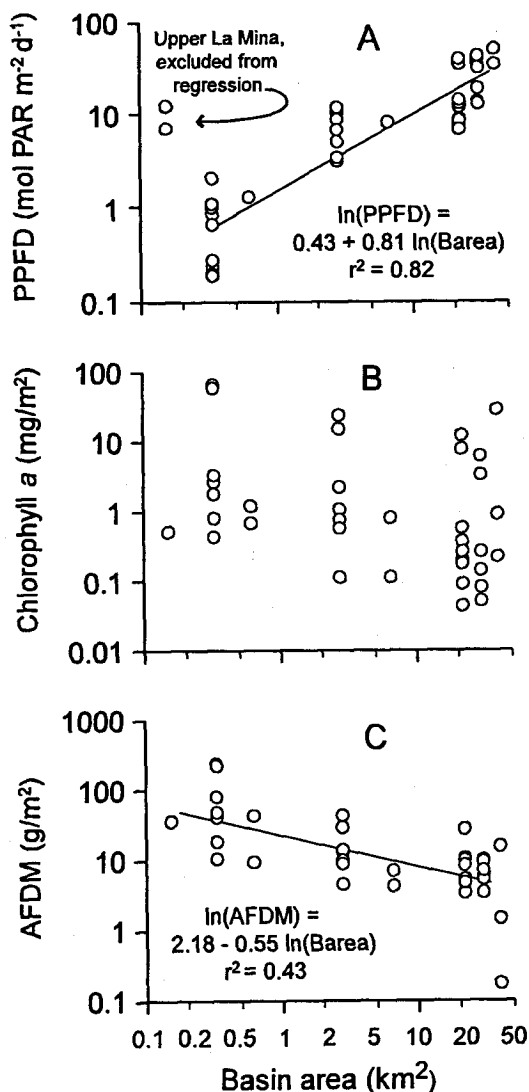 A
Upper La Mina,
excluded from
regression
PPFD (mol PAR m-2 d-1)
100
10
1
0.1
ln(PPFD) =
0.43 + 0.81 ln(Barea)
r2 = 0.82
B
Chlorophyll a (mg/m2)
100
10
1
0.1
0.01
C
AFDM (g/m2)
1000
100
10
1
0.1
ln(AFDM) =
2.18 - 0.55 ln(Barea)
r2 = 0.43
0.1 0.2 0.5 1 2 5 10 20 50
Basin area (km2)